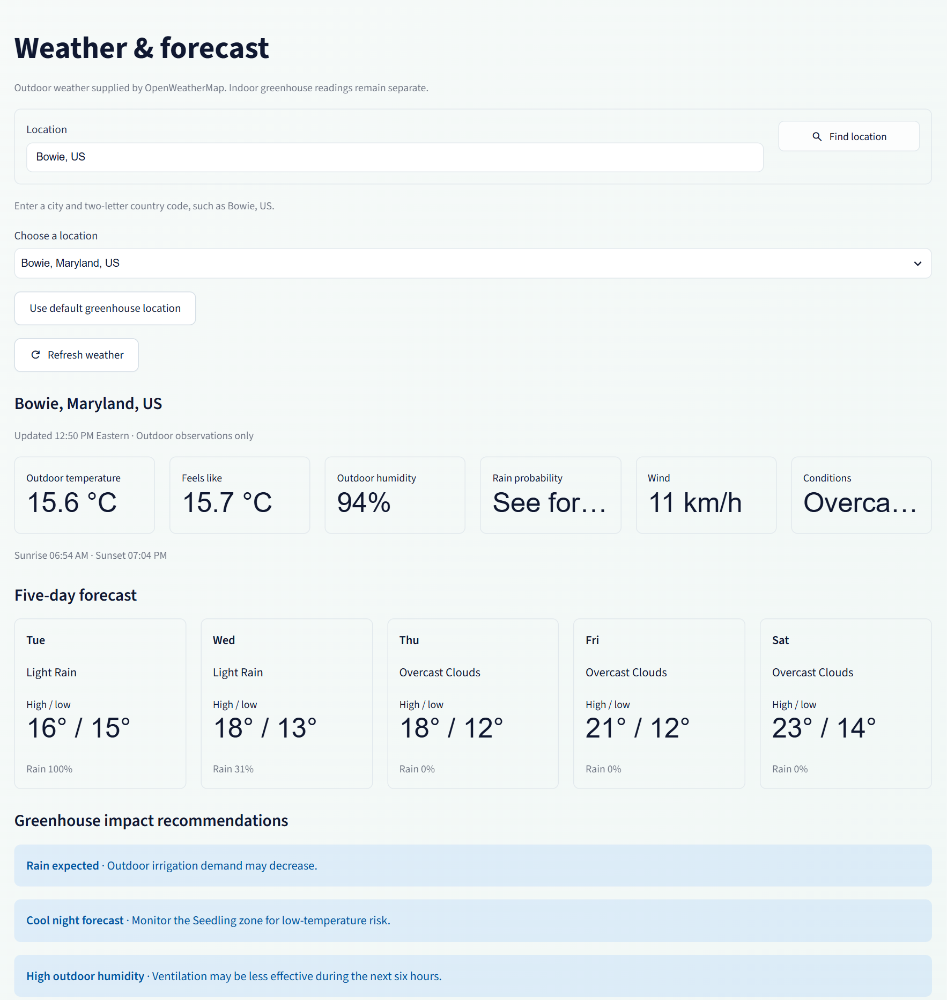 Weather & forecast
Outdoor weather supplied by OpenWeatherMap. Indoor greenhouse readings remain separate.
Location
Bowie, US
Find location
Enter a city and two-letter country code, such as Bowie, US.
Choose a location
Bowie, Maryland, US
Use default greenhouse location
Refresh weather
Bowie, Maryland, US
Updated 12:50 PM Eastern · Outdoor observations only
Outdoor temperature
15.6 °C
Feels like
15.7 °C
Outdoor humidity
94%
Rain probability
See for…
Wind
11 km/h
Conditions
Overca…
Sunrise 06:54 AM · Sunset 07:04 PM
Five-day forecast
Tue
Light Rain
High / low
16° / 15°
Rain 100%
Wed
Light Rain
High / low
18° / 13°
Rain 31%
Thu
Overcast Clouds
High / low
18° / 12°
Rain 0%
Fri
Overcast Clouds
High / low
21° / 12°
Rain 0%
Sat
Overcast Clouds
High / low
23° / 14°
Rain 0%
Greenhouse impact recommendations
Rain expected · Outdoor irrigation demand may decrease.
Cool night forecast · Monitor the Seedling zone for low-temperature risk.
High outdoor humidity · Ventilation may be less effective during the next six hours.